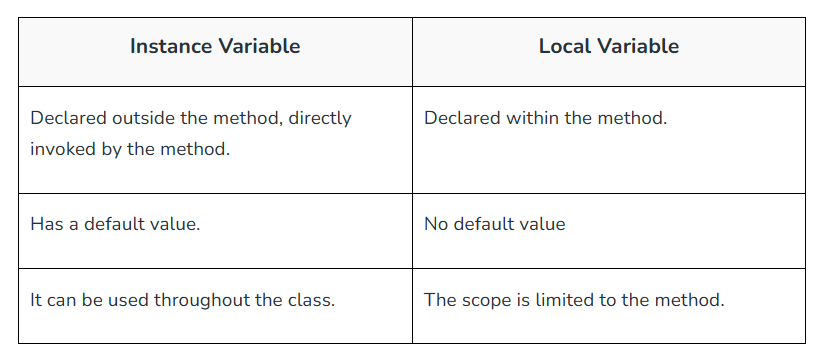 Instance Variable
Local Variable
Declared outside the method, directly
invoked by the method.
Declared within the method.
Has a default value.
No default value
It can be used throughout the class.
The scope is limited to the method.